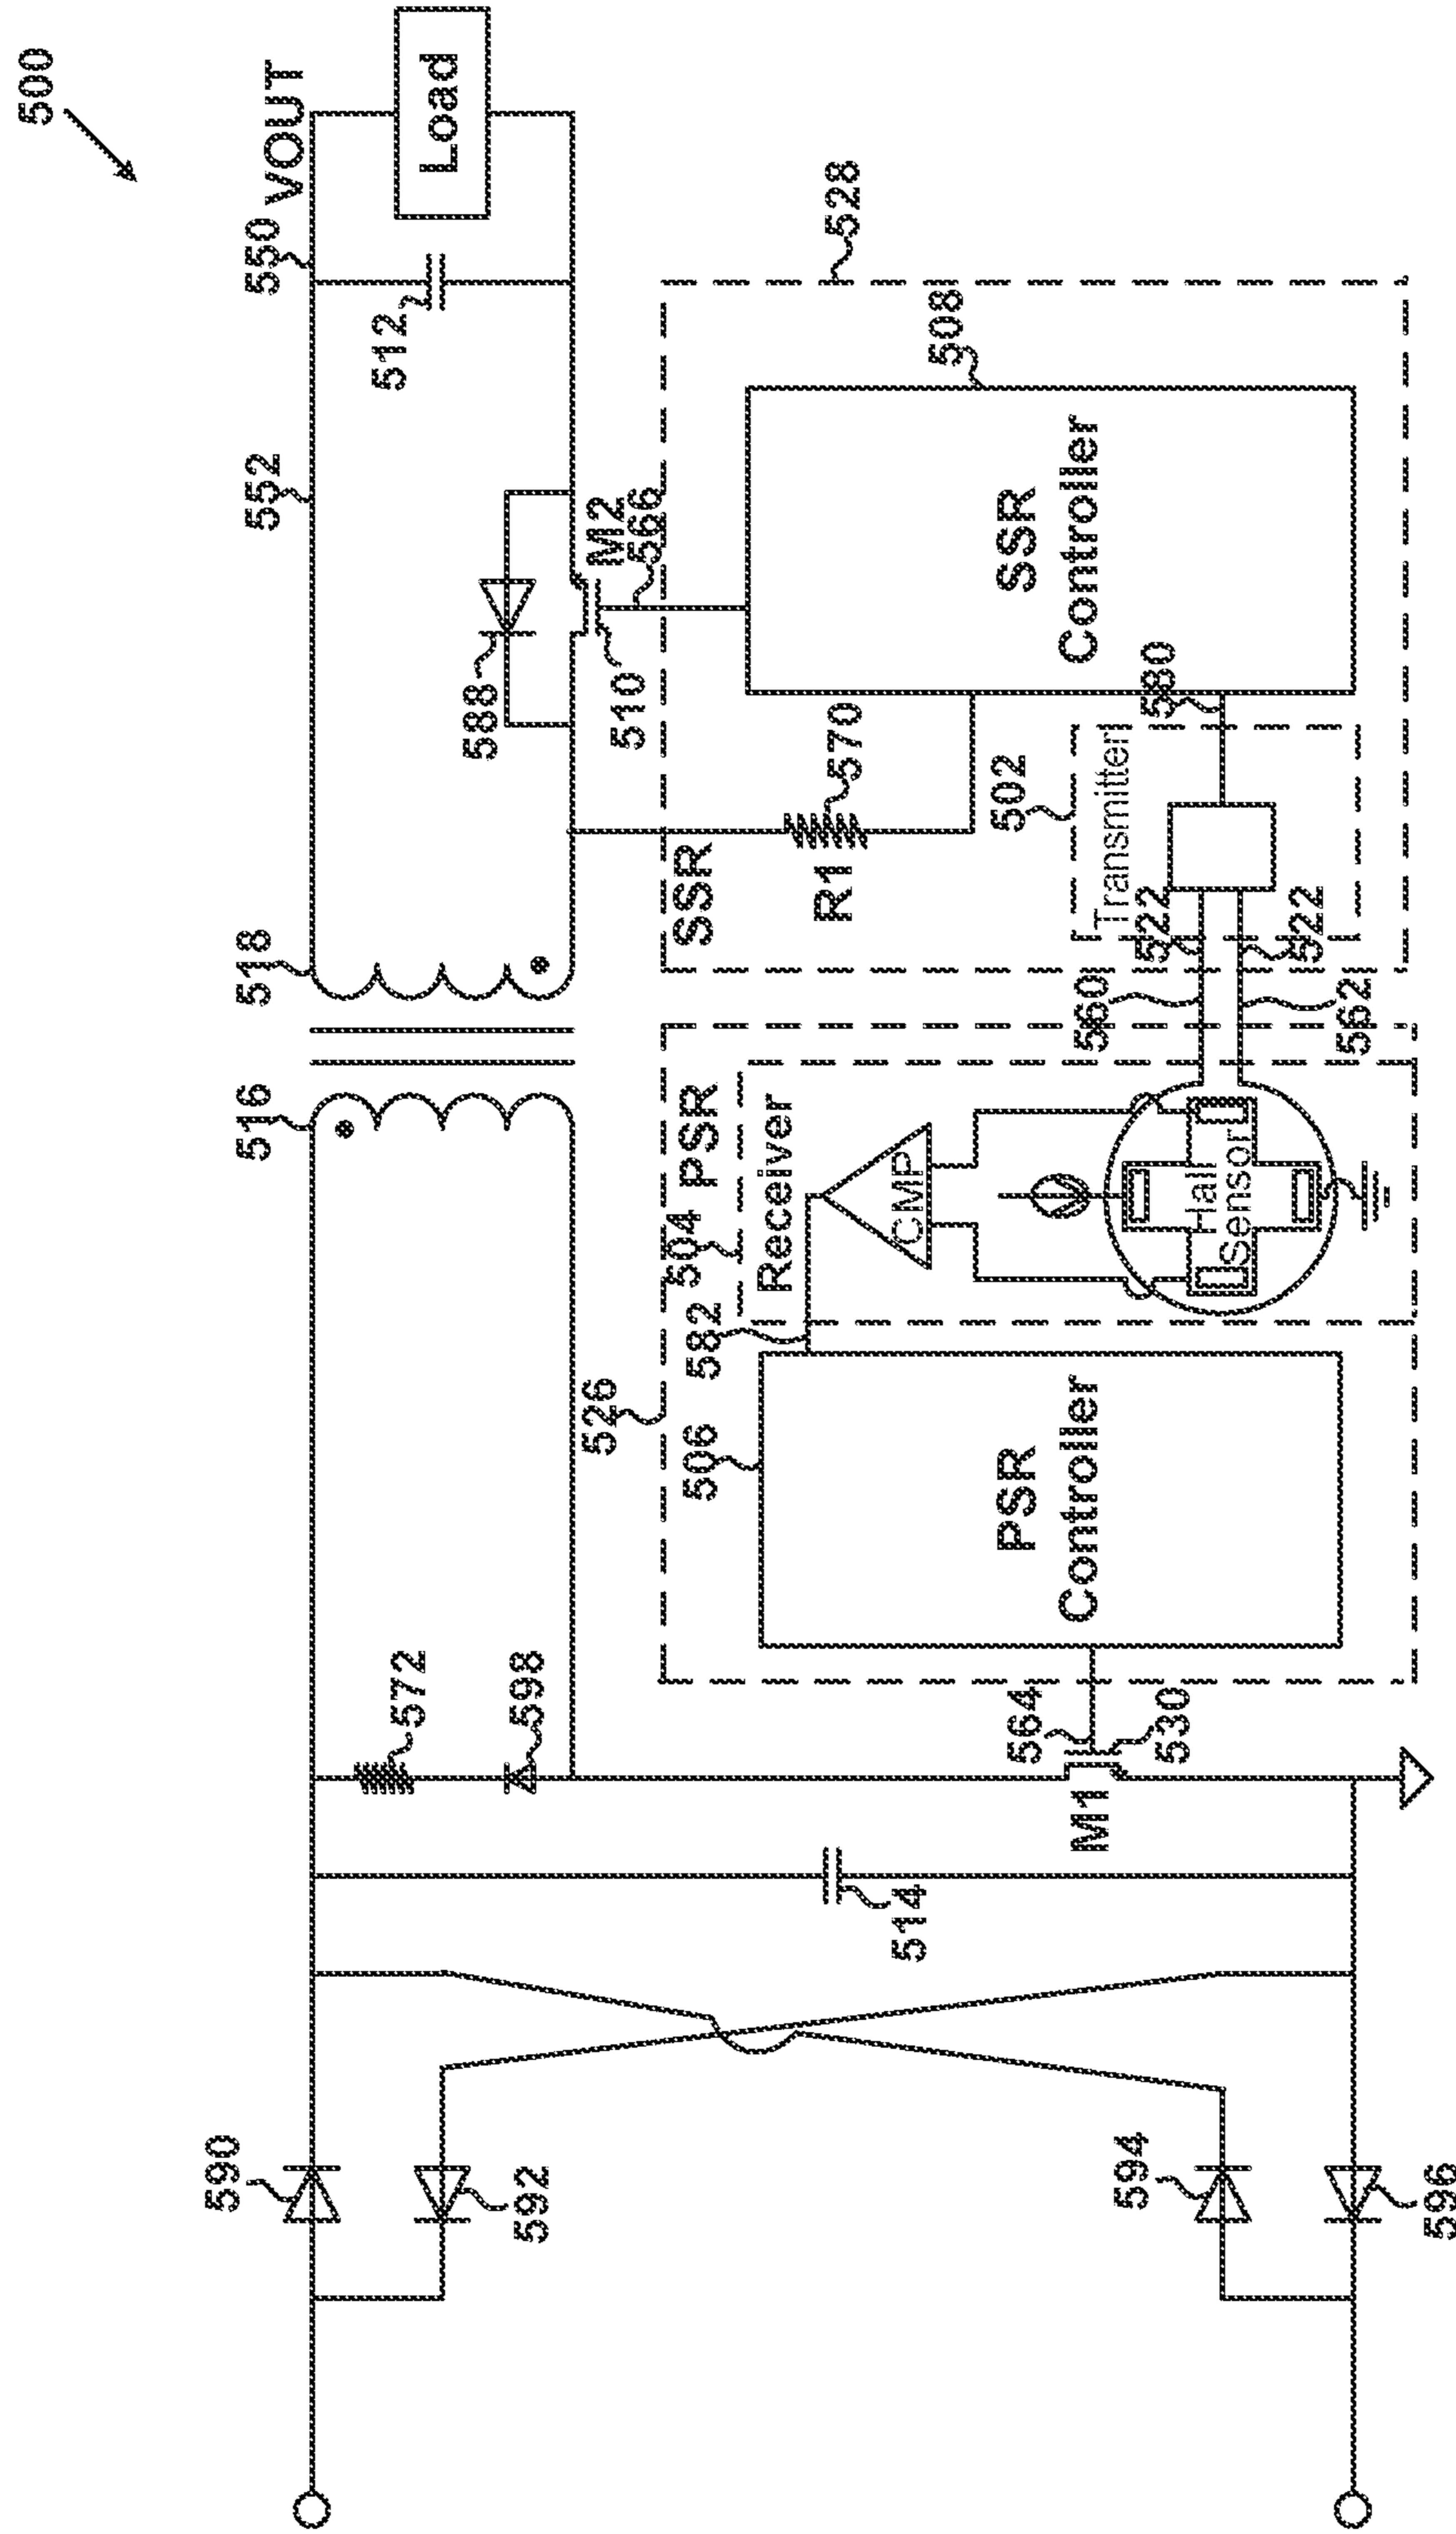 500
VOUT
550
552
Load
512
518
516
588
M2
566
510
572
598
526
528
SSR
R1
570
508
SSR
Controller
580
502
Transmitter
522
522
560
562
504
PSR
Receiver
CMP
Hall
Sensor
582
506
PSR
Controller
564
530
M1
514
590
592
594
596